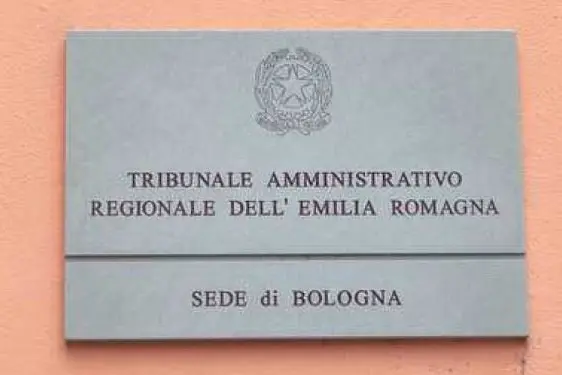 TRIBUNALE AMMINISTRATIVO
REGIONALE DELL' EMILIA ROMAGNA
SEDE di BOLOGNA